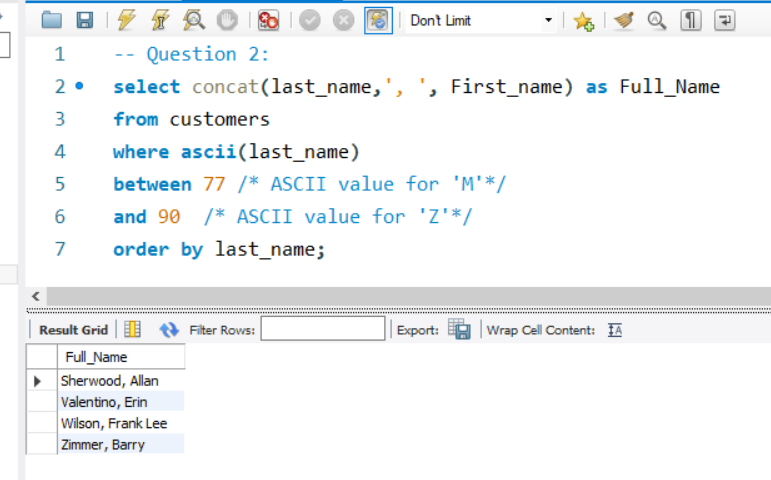 Don't Limit
1 -- Question 2:
2 select concat(last_name,', ', First_name) as Full_Name
3 from customers
4 where ascii(last_name)
5 between 77 /* ASCII value for 'M'*/
6 and 90 /* ASCII value for 'Z'*/
7 order by last_name;
Result Grid Filter Rows: Export: Wrap Cell Content:
Full_Name
Sherwood, Allan
Valentino, Erin
Wilson, Frank Lee
Zimmer, Barry